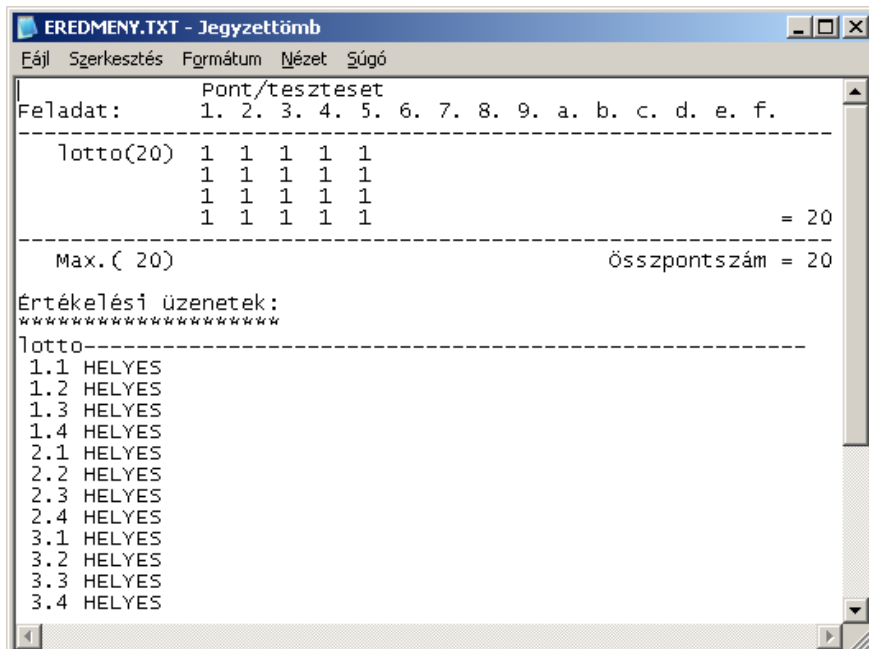 EREDMENY.TXT - Jegyzettömb
Fájl Szerkesztés Formátum Nézet Súgó
Pont/teszteset
Feladat: 1. 2. 3. 4. 5. 6. 7. 8. 9. a. b. c. d. e. f.
---------------------------------------------------------------
lotto(20) 1 1 1 1 1
1 1 1 1 1
1 1 1 1 1
1 1 1 1 1 = 20
---------------------------------------------------------------
Max.( 20) Összpontszám = 20
Értékelési üzenetek:
********************
lotto-------------------------------------------------------
1.1 HELYES
1.2 HELYES
1.3 HELYES
1.4 HELYES
2.1 HELYES
2.2 HELYES
2.3 HELYES
2.4 HELYES
3.1 HELYES
3.2 HELYES
3.3 HELYES
3.4 HELYES